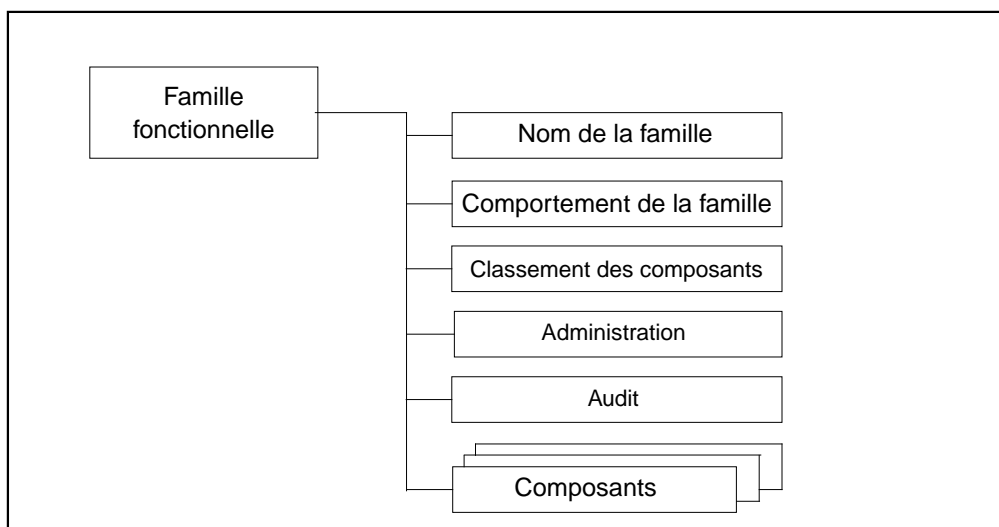 Famille
fonctionnelle
Nom de la famille
Comportement de la famille
Classement des composants
Administration
Audit
Composants